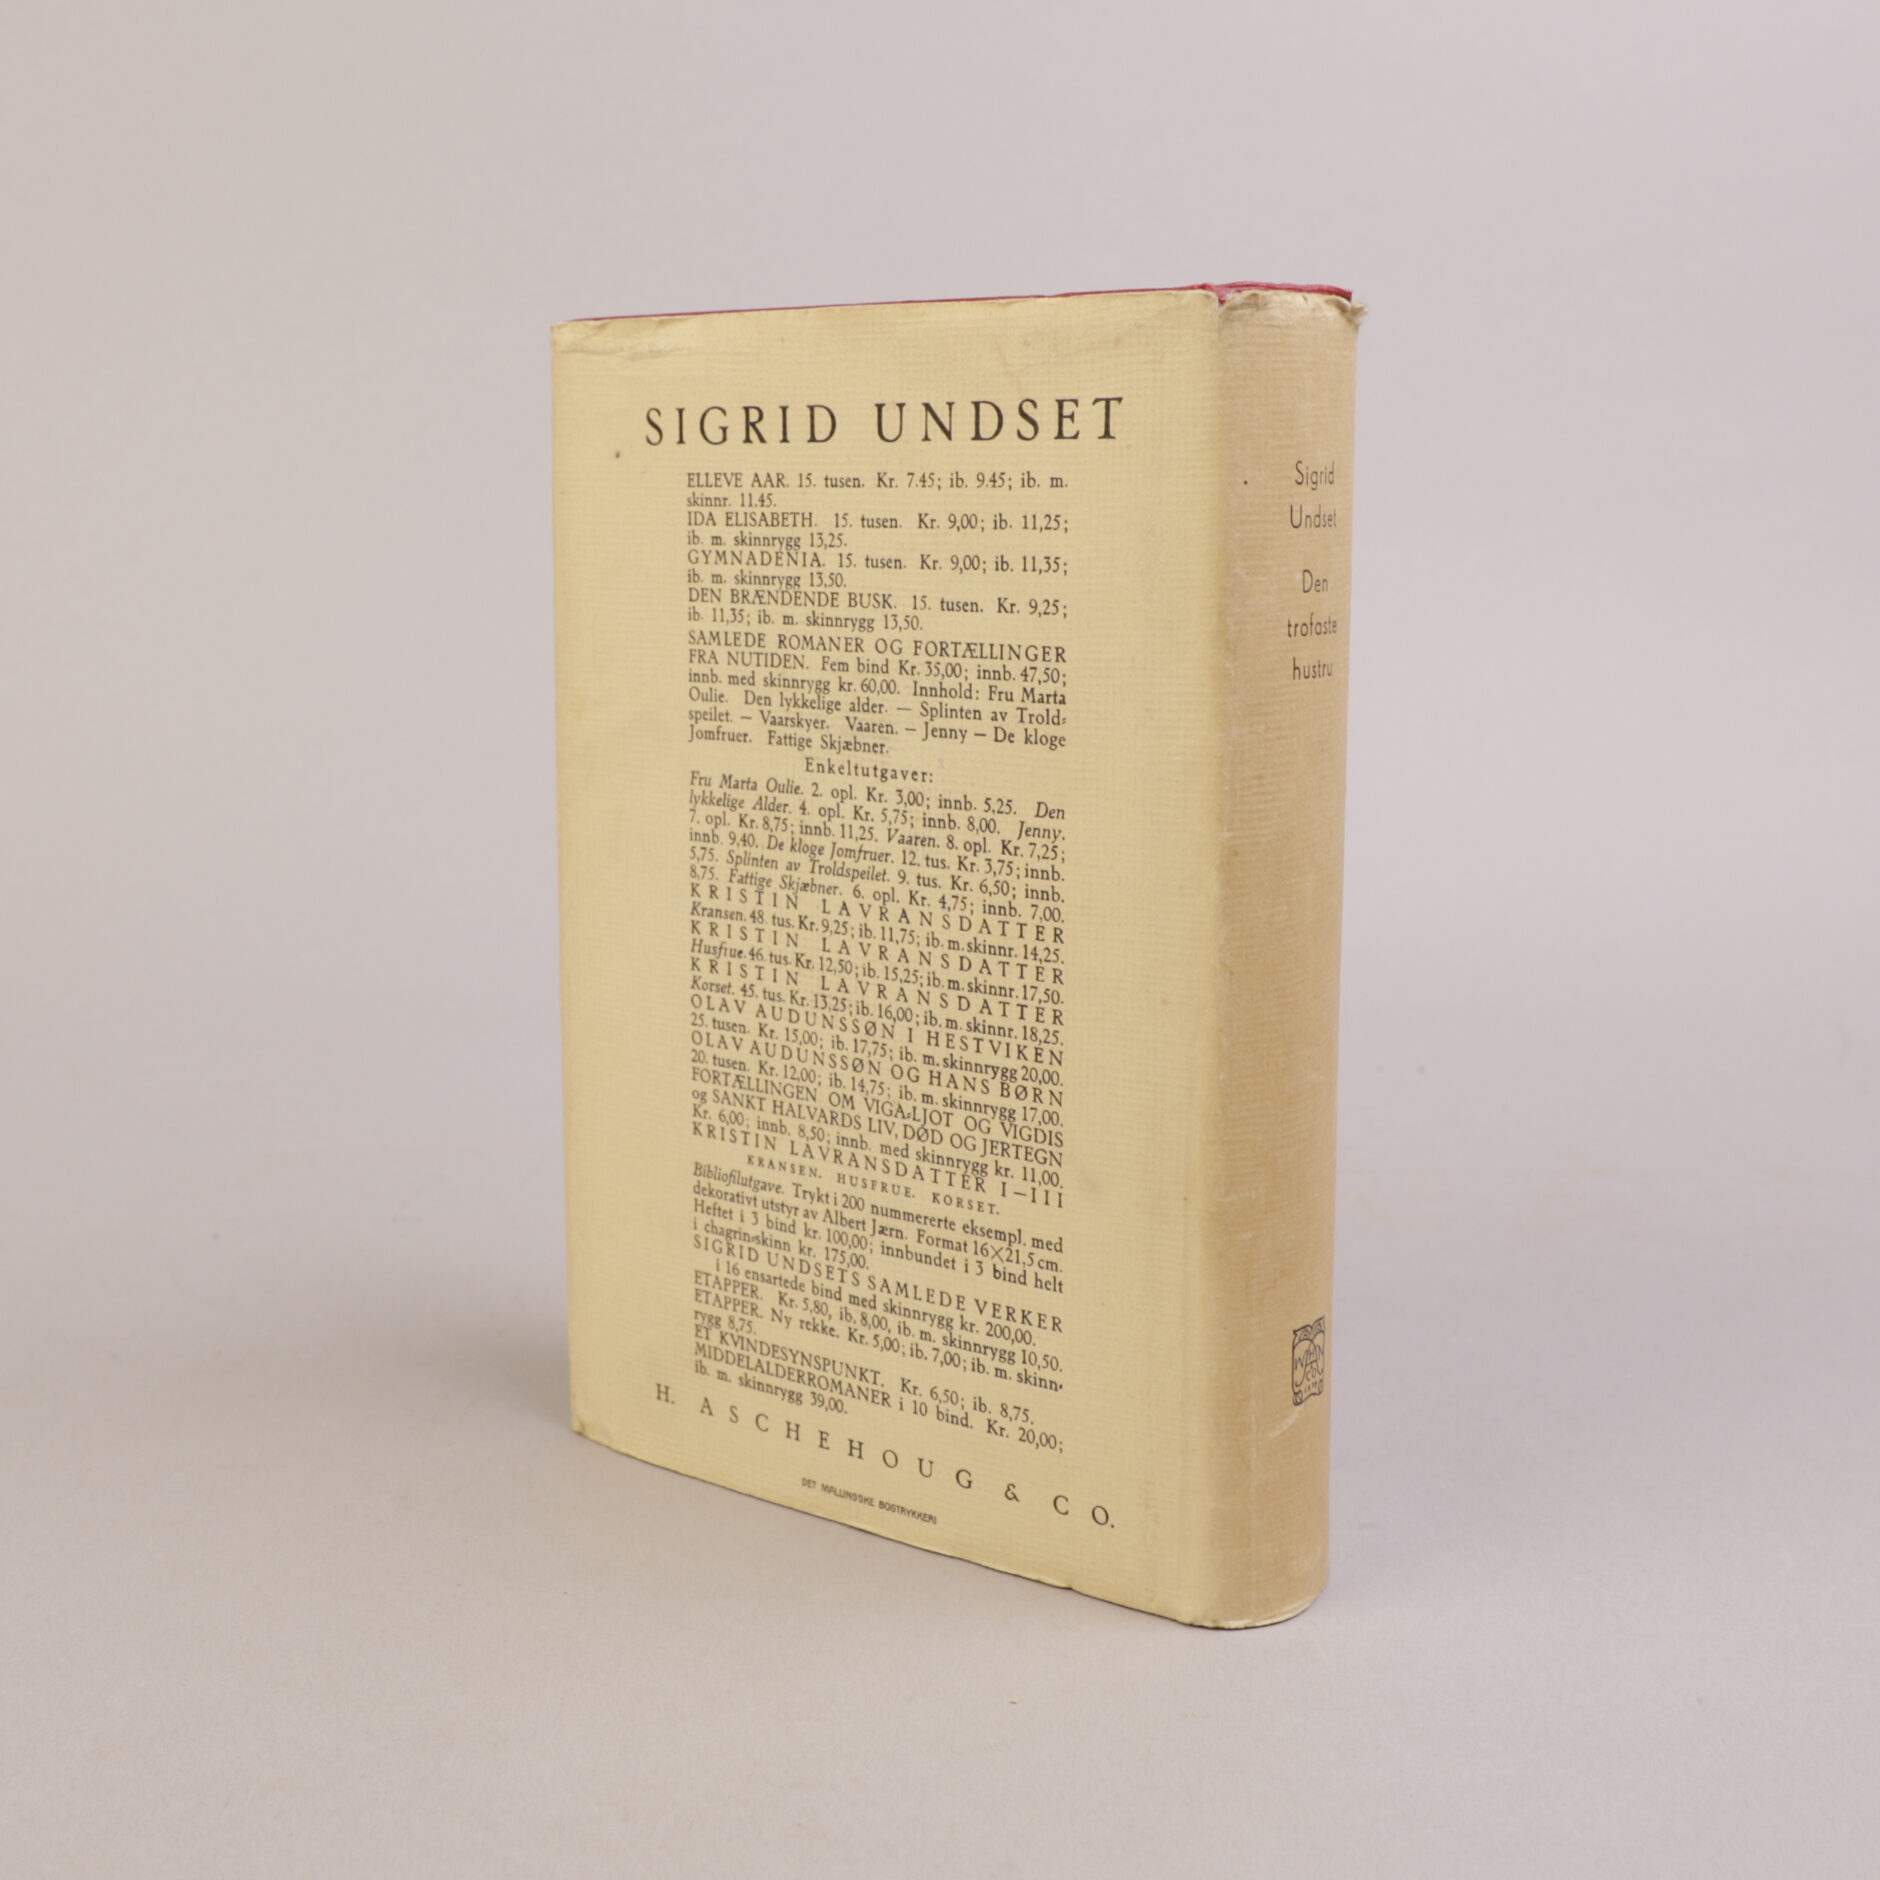 SIGRID UNDSET
ELLEVE AAR. 15. tusen. Kr. 7.45; ib. 9.45; ib. m.
skinnr. 11.45.
IDA ELISABETH. 15. tusen. Kr. 9,00; ib. 11,25;
ib. m. skinnrygg 13,25.
GYMNADENIA. 15. tusen. Kr. 9,00; ib. 11,35;
ib. m. skinnrygg 13,50.
DEN BRÆNDENDE BUSK. 15. tusen. Kr. 9,25;
ib. 11,35; ib. m. skinnrygg 13,50.
SAMLEDE ROMANER OG FORTÆLLINGER
FRA NUTIDEN. Fem bind Kr. 35,00; innb. 47,50;
innb. med skinnrygg kr. 60,00. Innhold: Fru Marta
Oulie. Den lykkelige alder. — Splinten av Trold-
speilet. — Vaarskyer. Vaaren. — Jenny — De kloge
Jomfruer. Fattige Skjæbner.
Enkeltutgaver:
Fru Marta Oulie. 2. opl. Kr. 3,00; innb. 5,25. Den
lykkelige Alder. 4. opl. Kr. 5,75; innb. 8,00. Jenny.
7. opl. Kr. 8,75; innb. 11,25. Vaaren. 8. opl. Kr. 7,25;
innb. 9,40. De kloge Jomfruer. 12. tus. Kr. 3,75; innb.
5,75. Splinten av Troldspeilet. 9. tus. Kr. 6,50; innb.
8,75. Fattige Skjæbner. 6. opl. Kr. 4,75; innb. 7,00.
KRISTIN LAVRANSDATTER
Kransen. 48. tus. Kr. 9,25; ib. 11,75; ib. m. skinnr. 14,25.
KRISTIN LAVRANSDATTER
Husfrue. 46. tus. Kr. 12,50; ib. 15,25; ib. m. skinnr. 17,50.
KRISTIN LAVRANSDATTER
Korset. 45. tus. Kr. 13,25; ib. 16,00; ib. m. skinnr. 18,25.
OLAV AUDUNSSØN I HESTVIKEN
25. tusen. Kr. 15,00; ib. 17,75; ib. m. skinnrygg 20,00.
OLAV AUDUNSSØN OG HANS BØRN
20. tusen. Kr. 12,00; ib. 14,75; ib. m. skinnrygg 17,00.
FORTÆLLINGEN OM VIGA-LJOT OG VIGDIS
og SANKT HALVARDS LIV, DØD OG JERTEGN
Kr. 6,00; innb. 8,50; innb. med skinnrygg kr. 11,00.
KRISTIN LAVRANSDATTER I—III
KRANSEN. HUSFRUE. KORSET.
Bibliofilutgave. Trykt i 200 nummererte eksempl. med
dekorativt utstyr av Albert Jærn. Format 16×21,5 cm.
Heftet i 3 bind kr. 100,00; innbundet i 3 bind helt
i chagrin-skinn kr. 175,00.
SIGRID UNDSETS SAMLEDE VERKER
i 16 ensartede bind med skinnrygg kr. 200,00.
ETAPPER. Kr. 5,80, ib. 8,00, ib. m. skinnrygg 10,50.
ETAPPER. Ny rekke. Kr. 5,00; ib. 7,00; ib. m. skinn-
rygg 8,75.
ET KVINDESYNSPUNKT. Kr. 6,50; ib. 8,75.
MIDDELALDERROMANER i 10 bind. Kr. 20,00;
ib. m. skinnrygg 39,00.
H. ASCHEHOUG & CO.
DET MALLINGSKE BOGTRYKKERI
Sigrid
Undset
Den
trofaste
hustru